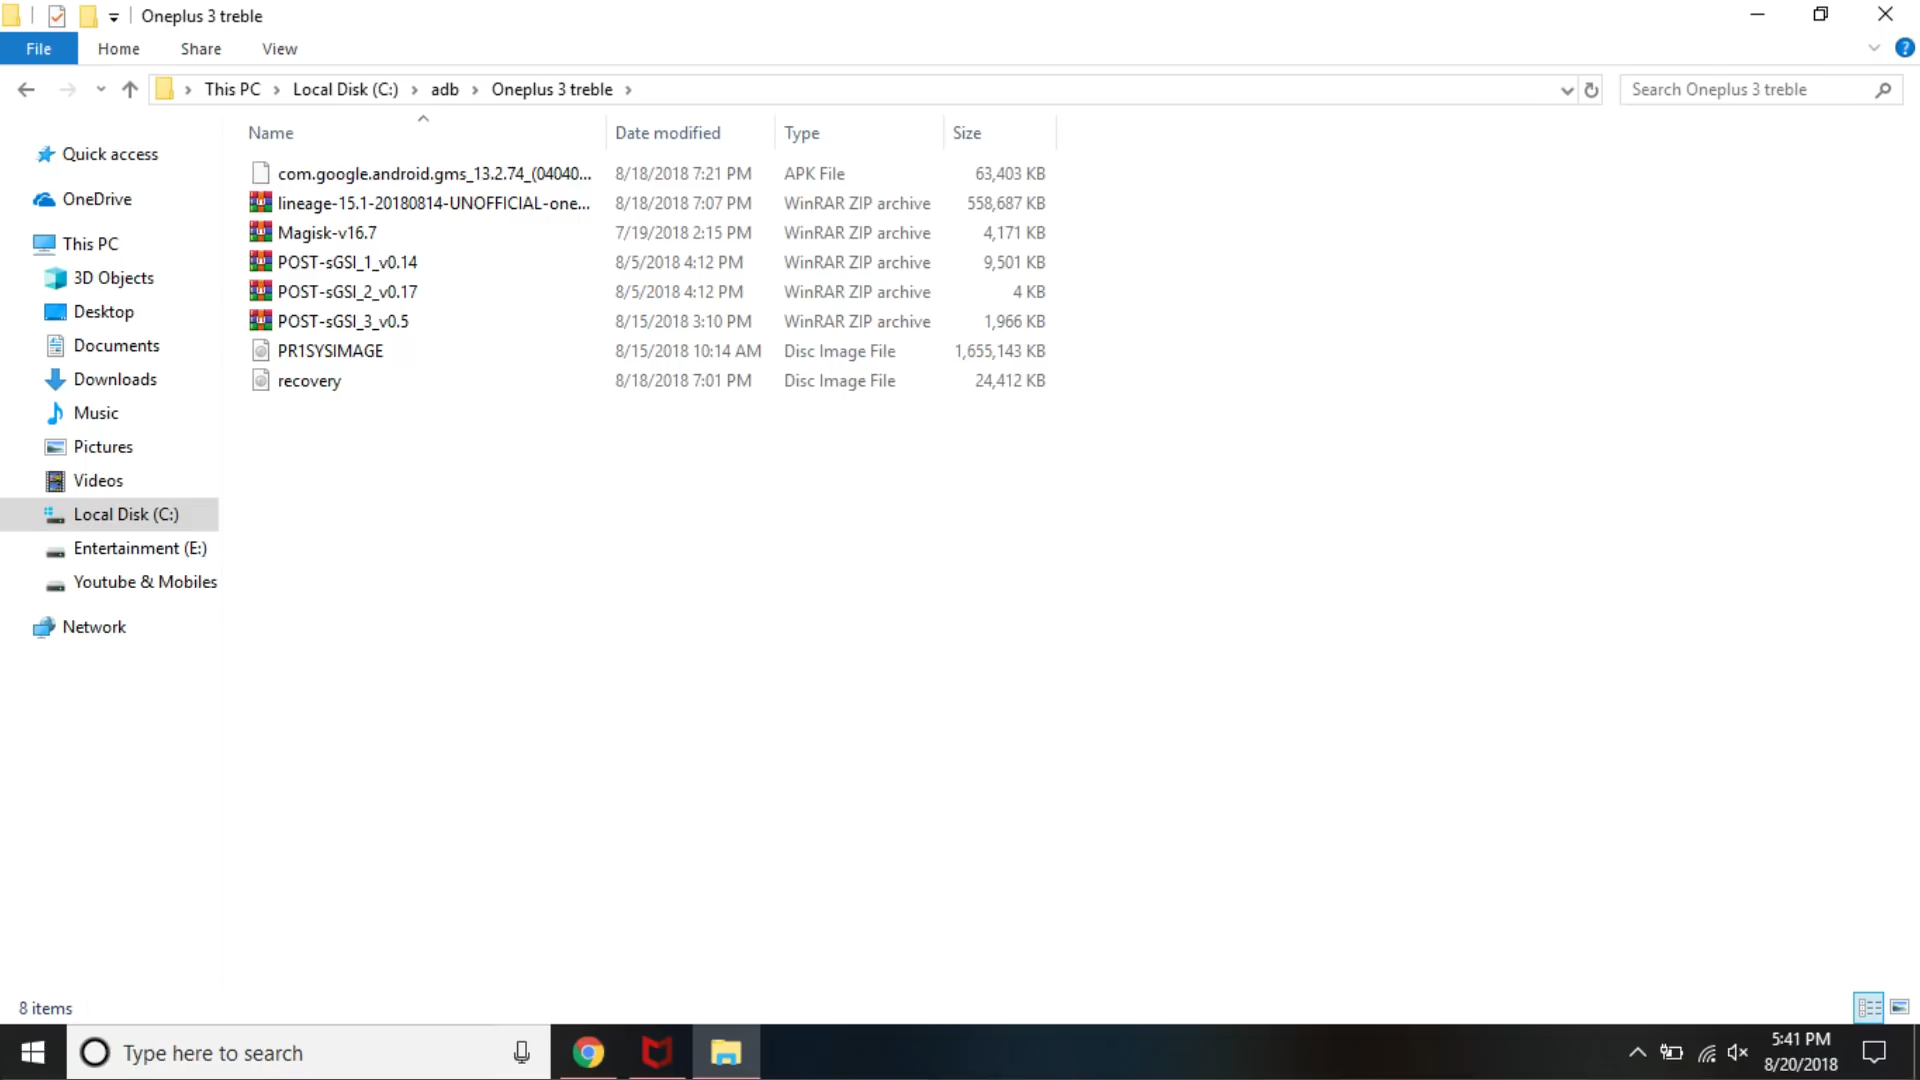 Oneplus 3 treble
File Home Share View
This PC Local Disk (C:) adb Oneplus 3 treble
Search Oneplus 3 treble
Name Date modified Type Size
com.google.android.gms_13.2.74_(04040... 8/18/2018 7:21 PM APK File 63,403 KB
lineage-15.1-20180814-UNOFFICIAL-one... 8/18/2018 7:07 PM WinRAR ZIP archive 558,687 KB
Magisk-v16.7 7/19/2018 2:15 PM WinRAR ZIP archive 4,171 KB
POST-sGSI_1_v0.14 8/5/2018 4:12 PM WinRAR ZIP archive 9,501 KB
POST-sGSI_2_v0.17 8/5/2018 4:12 PM WinRAR ZIP archive 4 KB
POST-sGSI_3_v0.5 8/15/2018 3:10 PM WinRAR ZIP archive 1,966 KB
PR1SYSIMAGE 8/15/2018 10:14 AM Disc Image File 1,655,143 KB
recovery 8/18/2018 7:01 PM Disc Image File 24,412 KB
Quick access
OneDrive
This PC
3D Objects
Desktop
Documents
Downloads
Music
Pictures
Videos
Local Disk (C:)
Entertainment (E:)
Youtube & Mobiles
Network
8 items
Type here to search
5:41 PM
8/20/2018